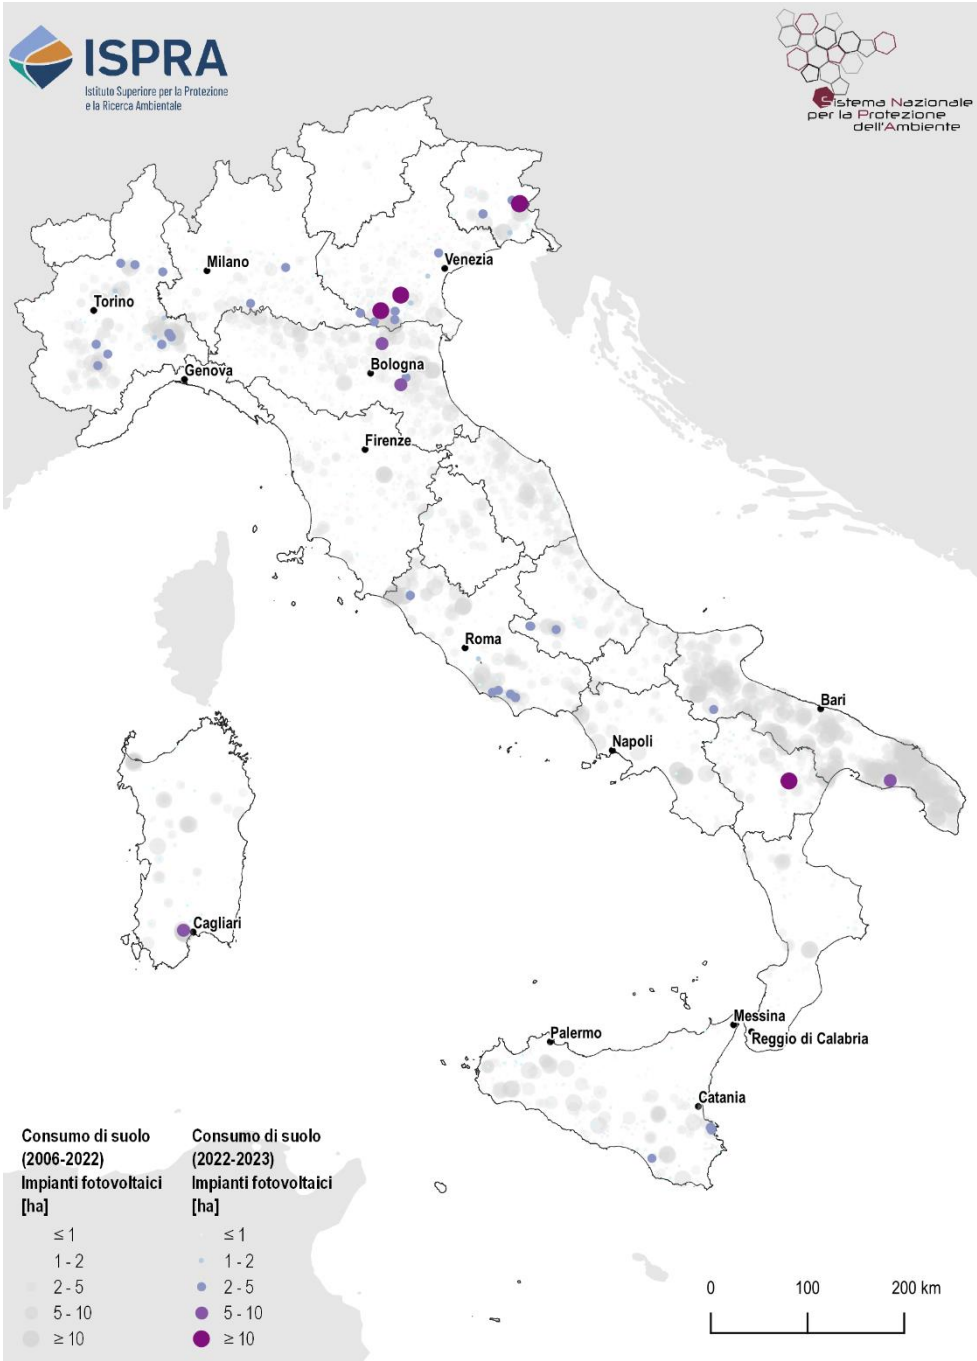 ISPRA
Istituto Superiore per la Protezione
e la Ricerca Ambientale
Sistema Nazionale
per la Protezione
dell'Ambiente
Milano
Venezia
Torino
Bologna
Genova
Firenze
Roma
Bari
Napoli
Cagliari
Messina
Reggio di Calabria
Palermo
Catania
Consumo di suolo
(2006-2022)
Impianti fotovoltaici
[ha]
≤ 1
1 - 2
2 - 5
5 - 10
≥ 10
Consumo di suolo
(2022-2023)
Impianti fotovoltaici
[ha]
≤ 1
1 - 2
2 - 5
5 - 10
≥ 10
0 100 200 km